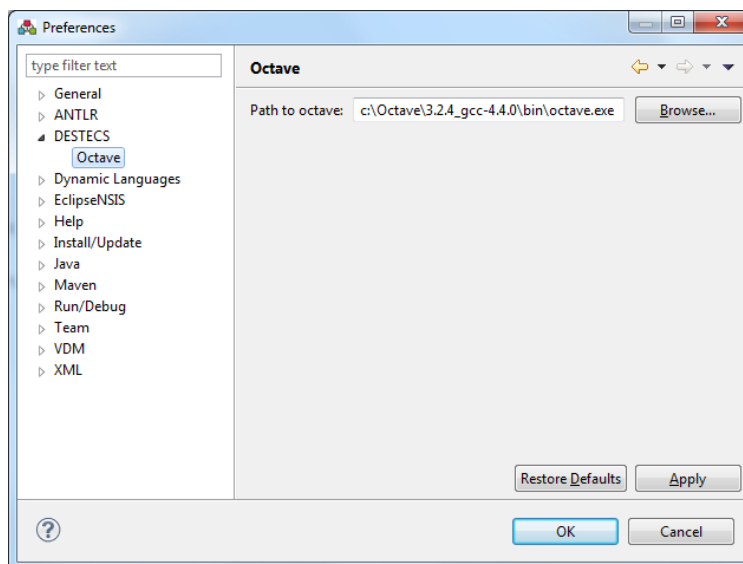 Preferences
type filter text
General
ANTLR
DESTECS
Octave
Dynamic Languages
EclipseNSIS
Help
Install/Update
Java
Maven
Run/Debug
Team
VDM
XML
Octave
Path to octave: c:\Octave\3.2.4_gcc-4.4.0\bin\octave.exe Browse...
Restore Defaults Apply
? OK Cancel